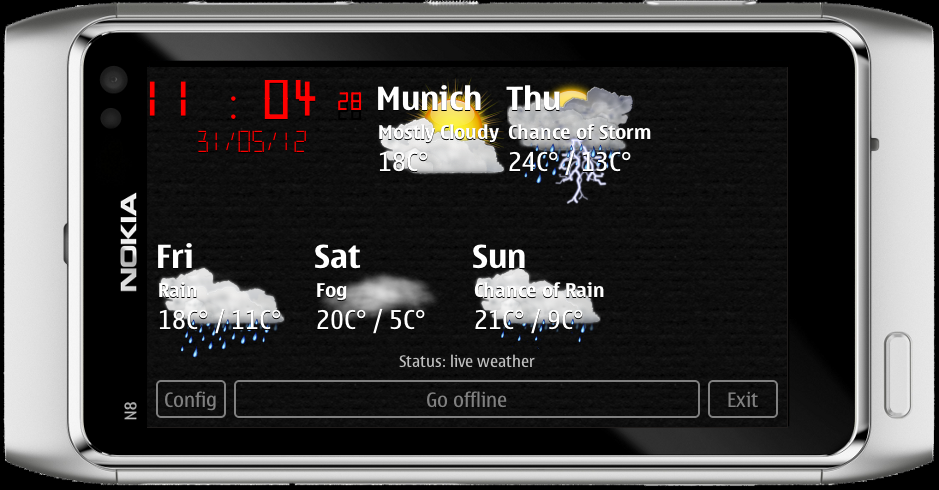 11 : 04 28
31/05/12
Munich
Mostly Cloudy
18C°
Thu
Chance of Storm
24C° / 13C°
Fri
Rain
18C° / 11C°
Sat
Fog
20C° / 5C°
Sun
Chance of Rain
21C° / 9C°
Status: live weather
Config
Go offline
Exit
NOKIA
N8